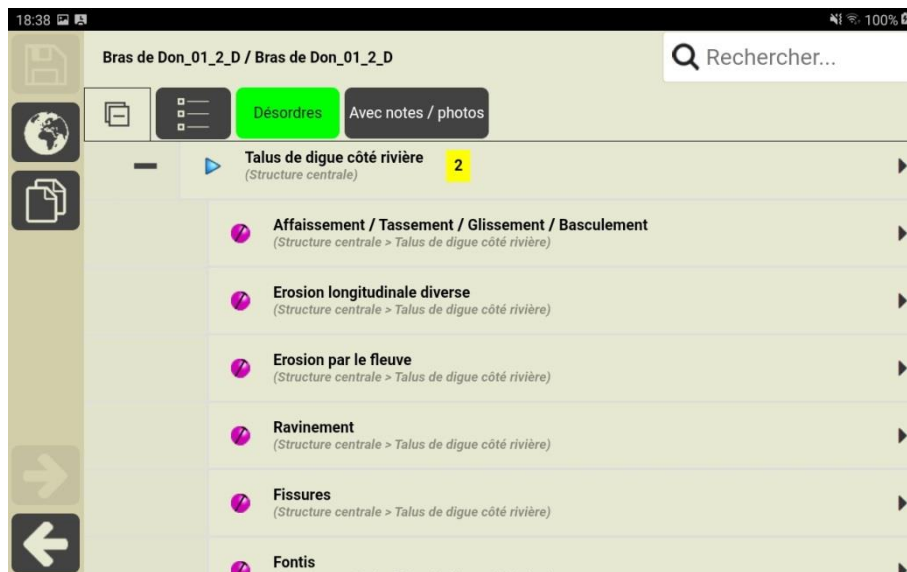 18:38 100%
Bras de Don_01_2_D / Bras de Don_01_2_D
Rechercher...
Désordres Avec notes / photos
Talus de digue côté rivière 2
(Structure centrale)
Affaissement / Tassement / Glissement / Basculement
(Structure centrale > Talus de digue côté rivière)
Erosion longitudinale diverse
(Structure centrale > Talus de digue côté rivière)
Erosion par le fleuve
(Structure centrale > Talus de digue côté rivière)
Ravinement
(Structure centrale > Talus de digue côté rivière)
Fissures
(Structure centrale > Talus de digue côté rivière)
Fontis